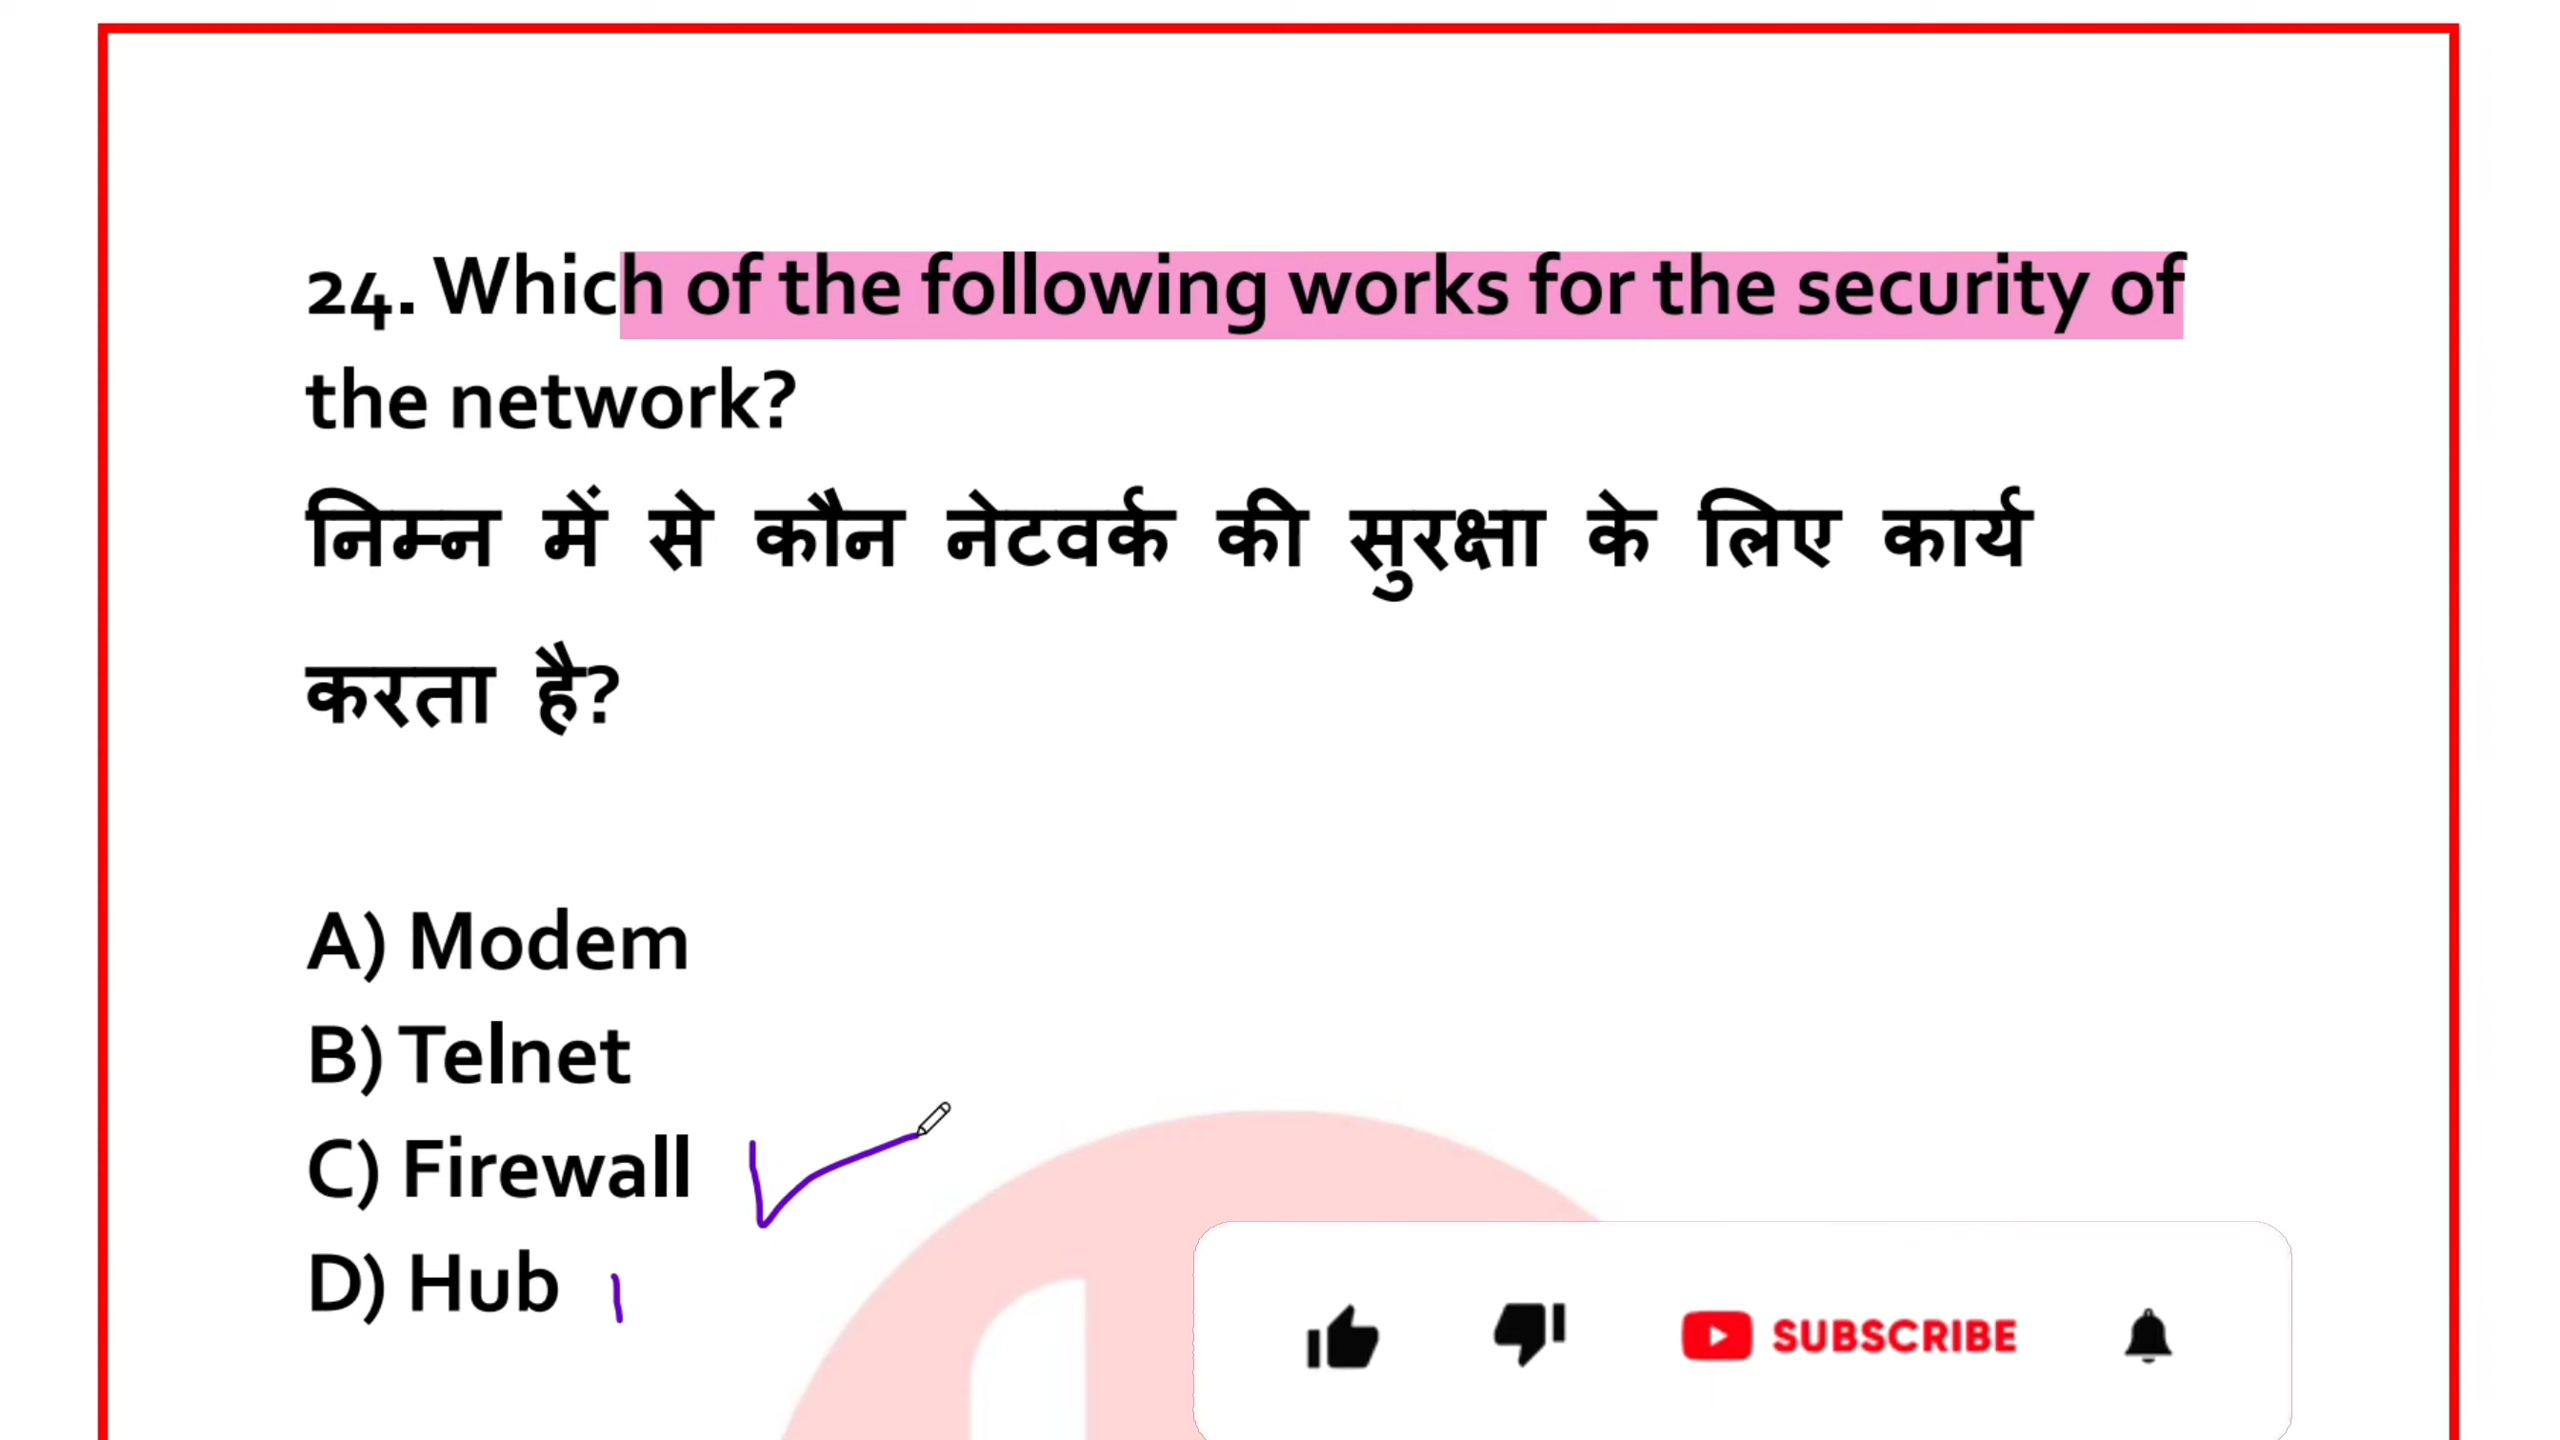 24. Which of the following works for the security of
the network?
निम्न में से कौन नेटवर्क की सुरक्षा के लिए कार्य
करता है?
A) Modem
B) Telnet
C) Firewall
D) Hub
SUBSCRIBE